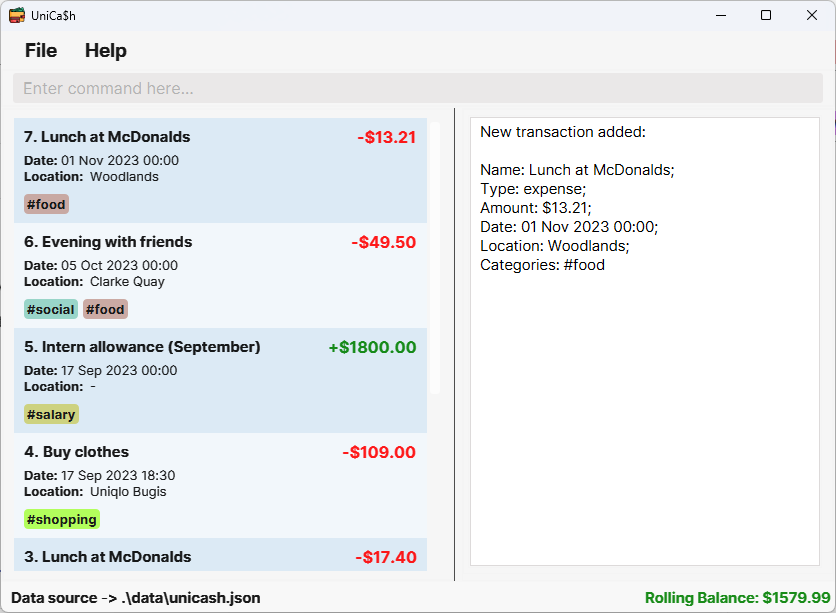 UniCa$h
File Help
Enter command here...
7. Lunch at McDonalds -$13.21
Date: 01 Nov 2023 00:00
Location: Woodlands
#food
6. Evening with friends -$49.50
Date: 05 Oct 2023 00:00
Location: Clarke Quay
#social #food
5. Intern allowance (September) +$1800.00
Date: 17 Sep 2023 00:00
Location: -
#salary
4. Buy clothes -$109.00
Date: 17 Sep 2023 18:30
Location: Uniqlo Bugis
#shopping
3. Lunch at McDonalds -$17.40
New transaction added:
Name: Lunch at McDonalds;
Type: expense;
Amount: $13.21;
Date: 01 Nov 2023 00:00;
Location: Woodlands;
Categories: #food
Data source -> .\data\unicash.json
Rolling Balance: $1579.99